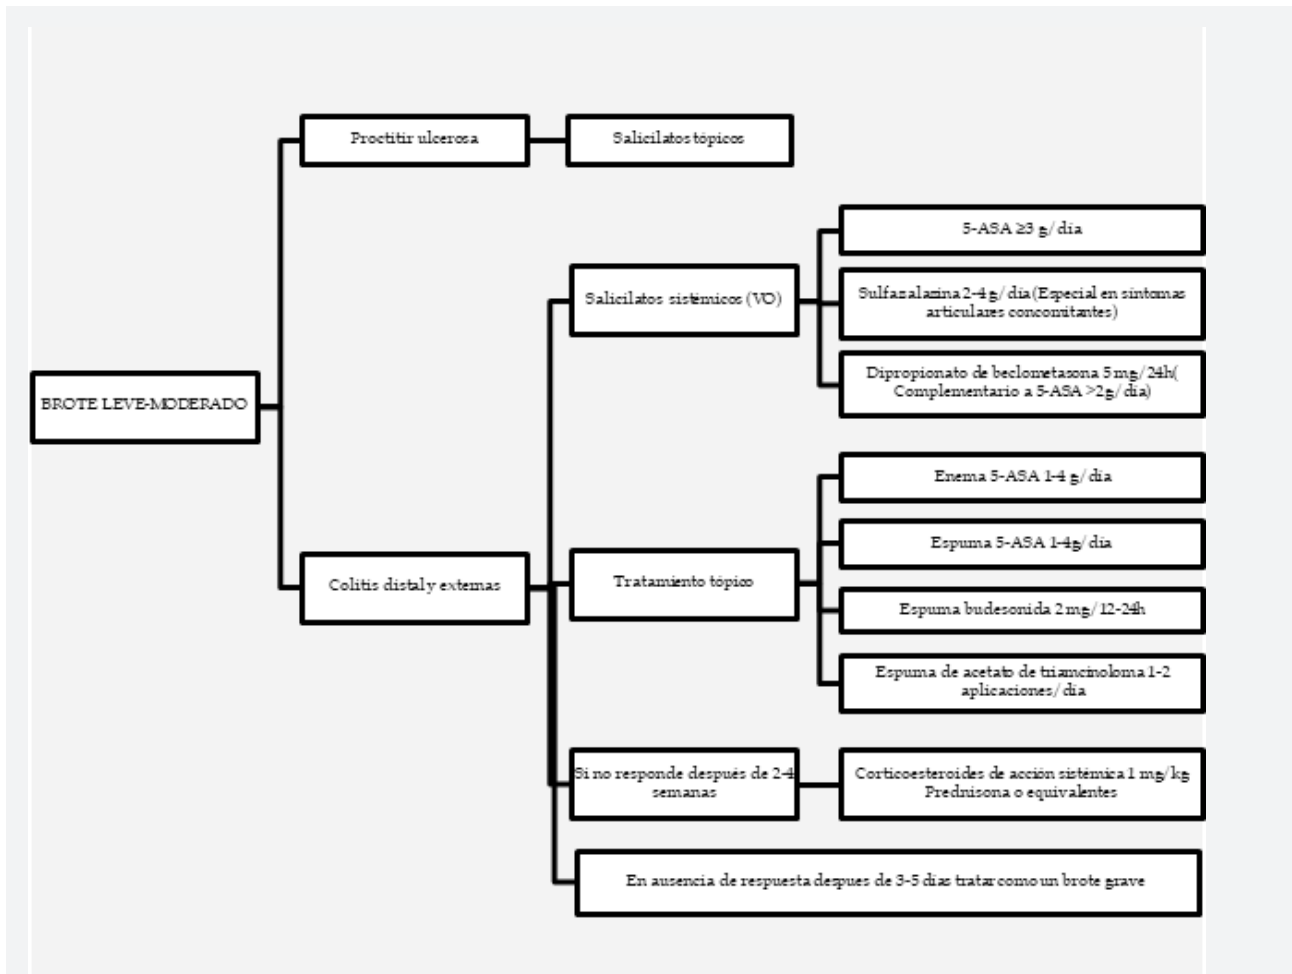 Proctitir ulcerosa
Salicilatos tópicos
5-ASA ≥3 g/día
Salicilatos sistémicos (VO)
Sulfazalazina 2-4g/día(Especial en síntomas
articulares concomitantes)
Dipropionato de beclometasona 5 mg/24h(
Complementario a 5-ASA >2g/día)
BROTE LEVE-MODERADO
Enema 5-ASA 1-4 g/día
Espuma 5-ASA 1-4g/día
Colitis distal y externas
Tratamiento tópico
Espuma budesonida 2 mg/12-24h
Espuma de acetato de triamcinoloma 1-2
aplicaciones/día
Si no responde después de 2-4
semanas
Corticoesteroides de acción sistémica 1 mg/kg
Prednisona o equivalentes
En ausencia de respuesta despues de 3-5 días tratar como un brote grave